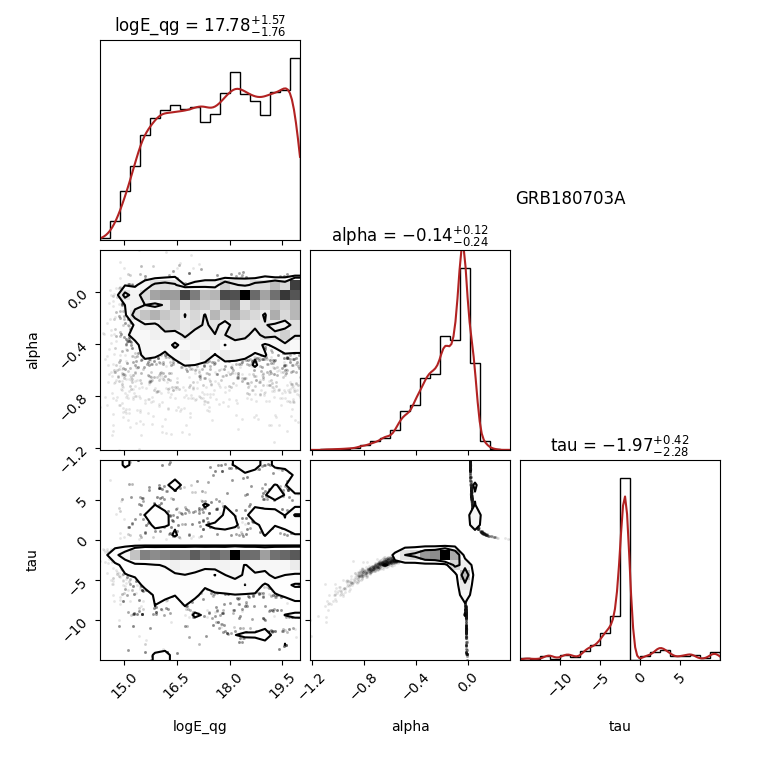 logE_qg = 17.78$^{+1.57}_{-1.76}$
GRB180703A
alpha = −0.14$^{+0.12}_{-0.24}$
0.0
−0.4
−0.8
−1.2
alpha
tau = −1.97$^{+0.42}_{-2.28}$
5
0
−5
−10
tau
15.0 16.5 18.0 19.5
−1.2 −0.8 −0.4 0.0
−10 −5 0 5
logE_qg alpha tau